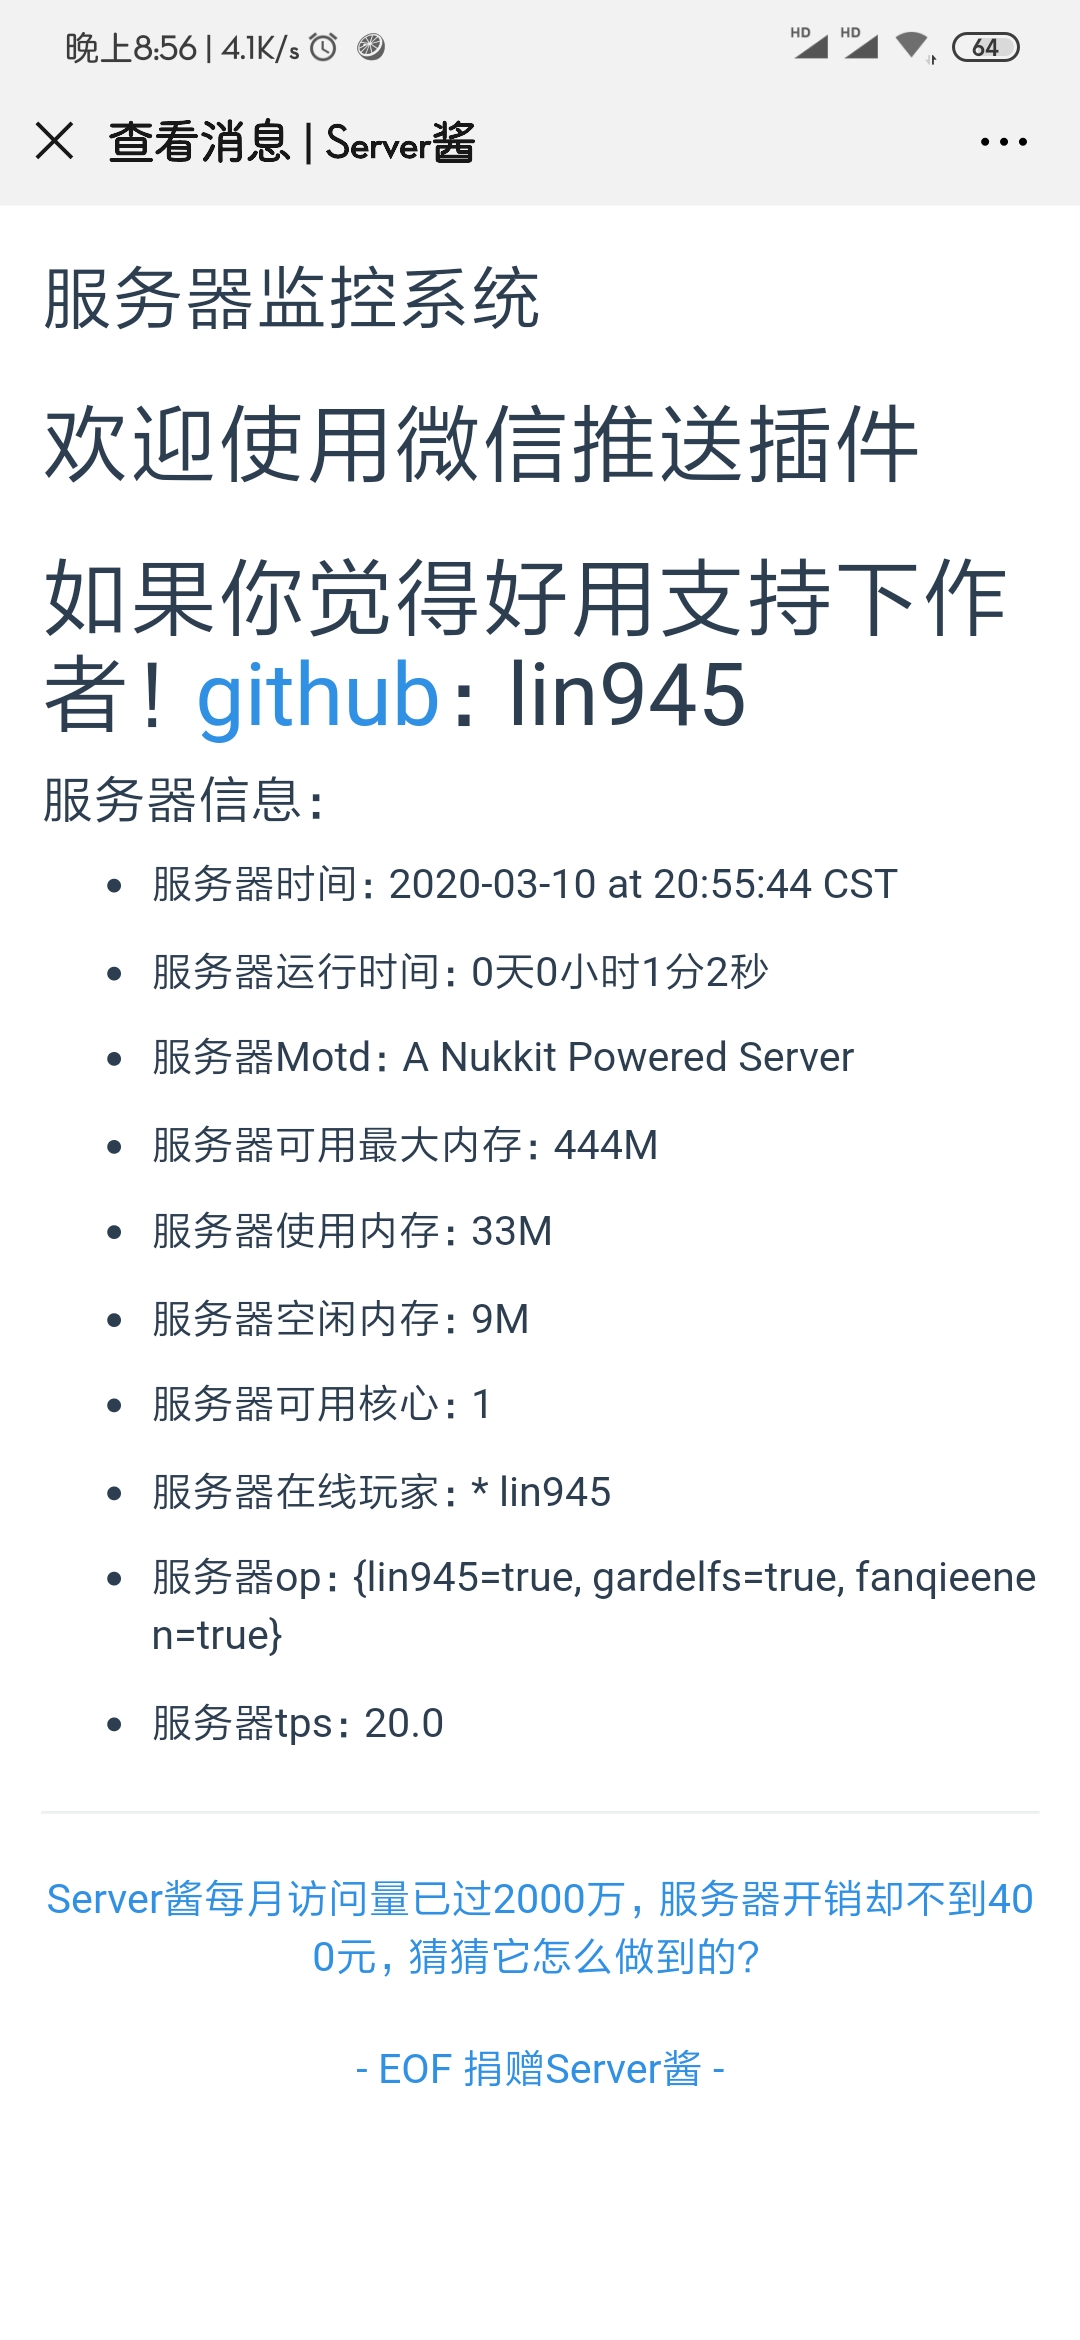 晚上8:56 | 4.1K/s
HD HD 64
查看消息 | Server酱
服务器监控系统
欢迎使用微信推送插件
如果你觉得好用支持下作
者！github：lin945
服务器信息：
服务器时间：2020-03-10 at 20:55:44 CST
服务器运行时间：0天0小时1分2秒
服务器Motd：A Nukkit Powered Server
服务器可用最大内存：444M
服务器使用内存：33M
服务器空闲内存：9M
服务器可用核心：1
服务器在线玩家：* lin945
服务器op：{lin945=true, gardelfs=true, fanqieene
n=true}
服务器tps：20.0
Server酱每月访问量已过2000万，服务器开销却不到40
0元，猜猜它怎么做到的？
- EOF 捐赠Server酱 -